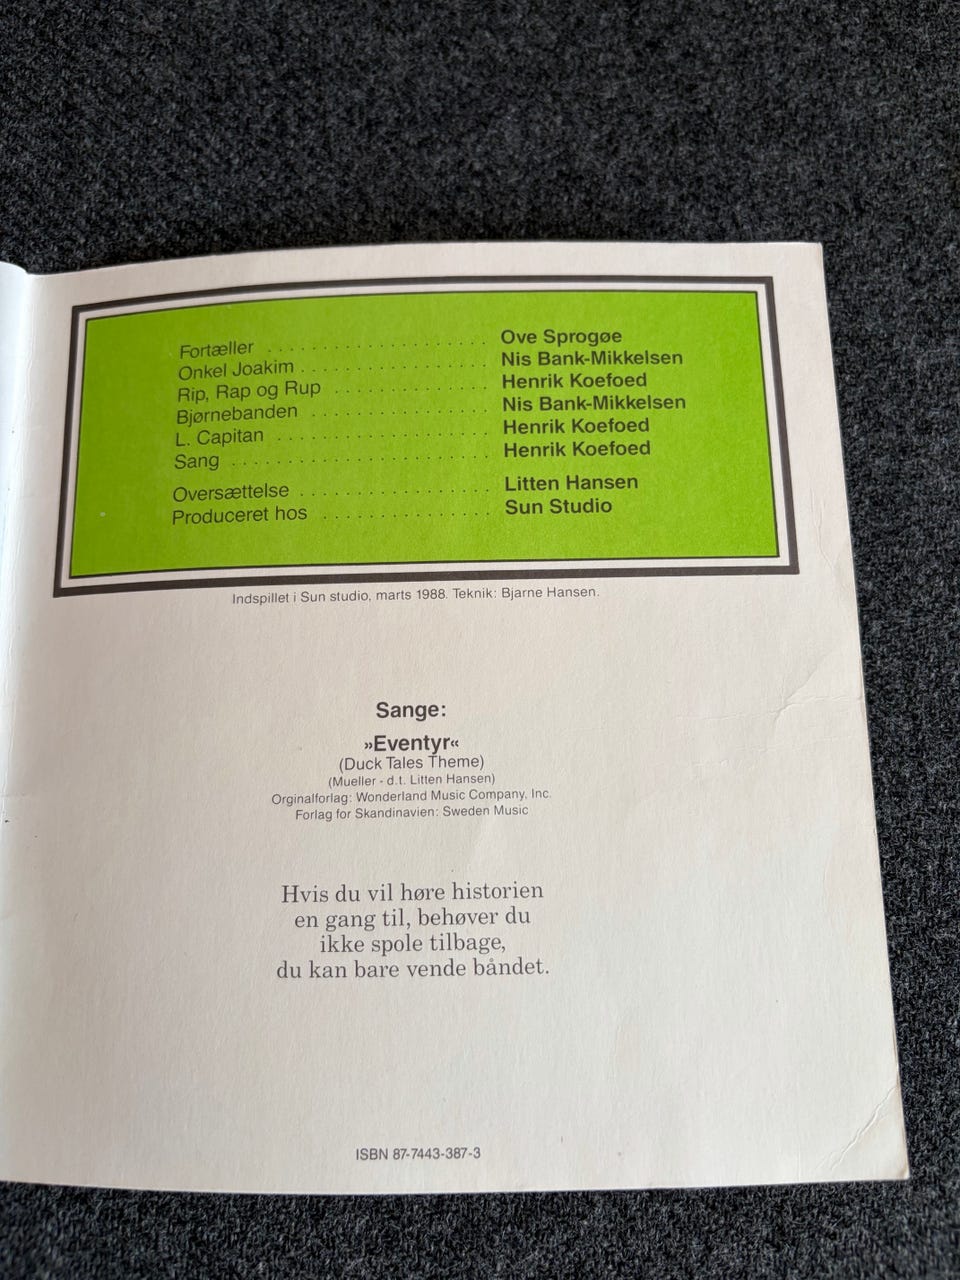 Fortæller . . . . . . . . . . . . . . . . . . . . Ove Sprogøe
Onkel Joakim . . . . . . . . . . . . . . . . . Nis Bank-Mikkelsen
Rip, Rap og Rup . . . . . . . . . . . . . . Henrik Koefoed
Bjørnebanden . . . . . . . . . . . . . . . . Nis Bank-Mikkelsen
L. Capitan . . . . . . . . . . . . . . . . . . . Henrik Koefoed
Sang . . . . . . . . . . . . . . . . . . . . . . . Henrik Koefoed
Oversættelse . . . . . . . . . . . . . . . . . Litten Hansen
Produceret hos . . . . . . . . . . . . . . . Sun Studio
Indspillet i Sun studio, marts 1988. Teknik: Bjarne Hansen.
Sange:
»Eventyr«
(Duck Tales Theme)
(Mueller - d.t. Litten Hansen)
Orginalforlag: Wonderland Music Company, Inc.
Forlag for Skandinavien: Sweden Music
Hvis du vil høre historien
en gang til, behøver du
ikke spole tilbage,
du kan bare vende båndet.
ISBN 87-7443-387-3